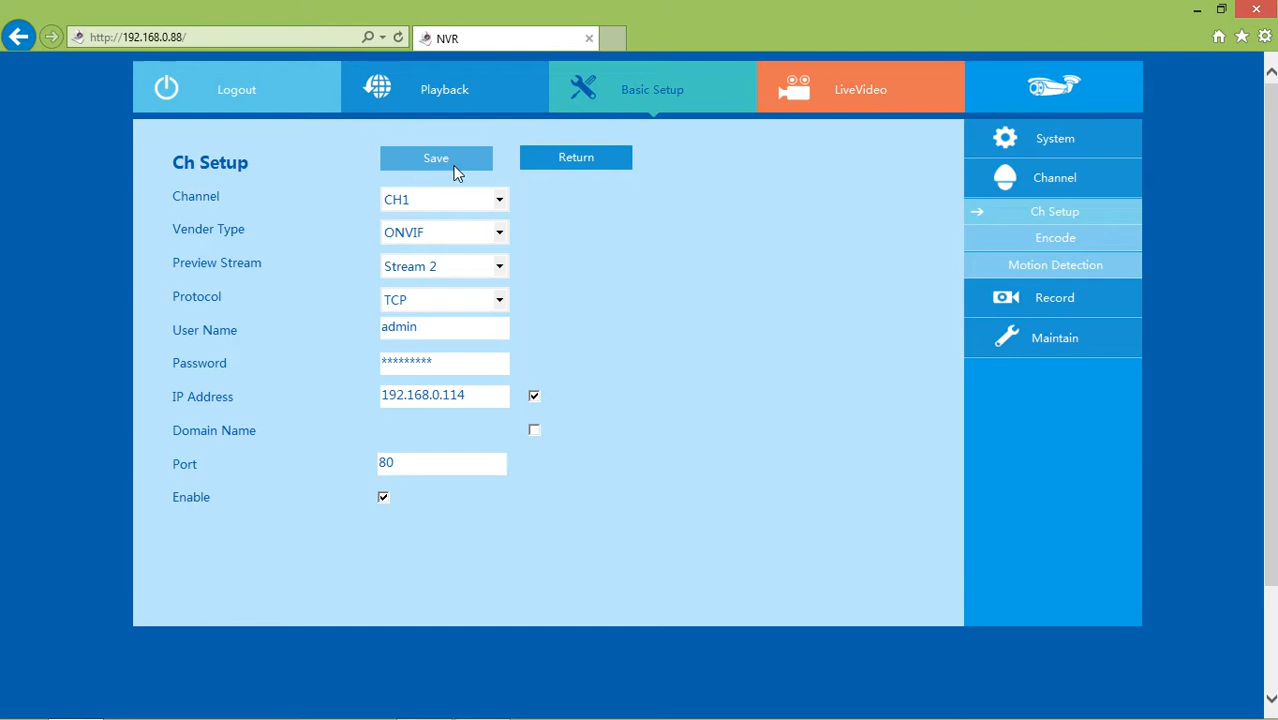 http://192.168.0.88/
NVR
Logout
Playback
Basic Setup
LiveVideo
Ch Setup
Save
Return
Channel
CH1
Vender Type
ONVIF
Preview Stream
Stream 2
Protocol
TCP
User Name
admin
Password
*********
IP Address
192.168.0.114
Domain Name
Port
80
Enable
System
Channel
Ch Setup
Encode
Motion Detection
Record
Maintain